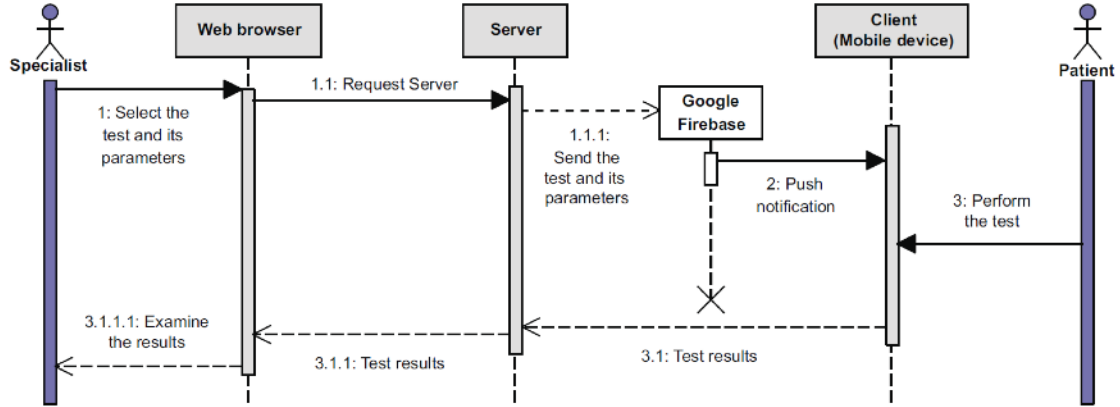 Specialist
Web browser
Server
Client
(Mobile device)
Patient
1: Select the
test and its
parameters
1.1: Request Server
1.1.1:
Send the
test and its
parameters
Google
Firebase
2: Push
notification
3: Perform
the test
3.1: Test results
3.1.1: Test results
3.1.1.1: Examine
the results